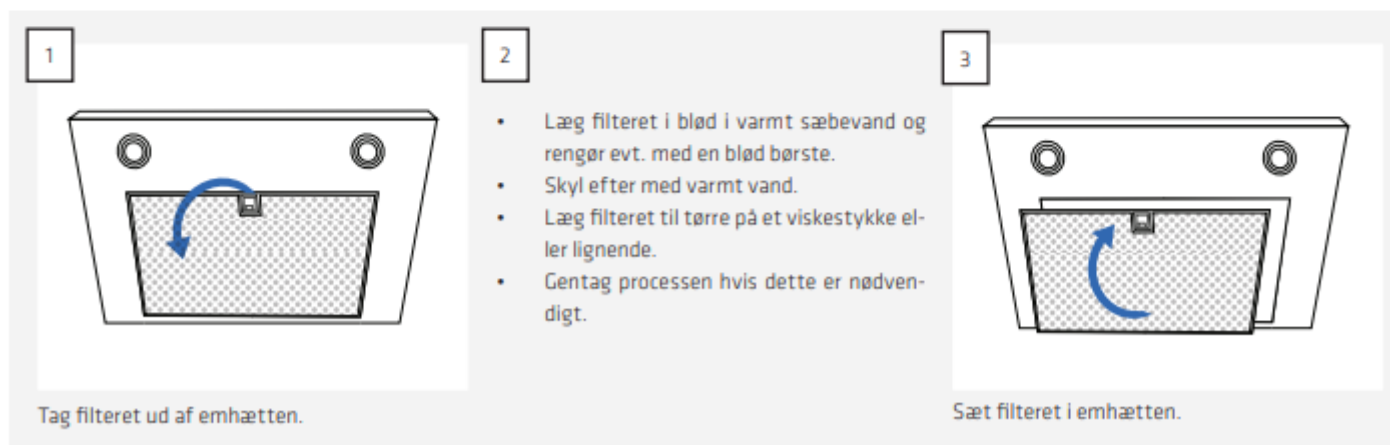 1
Tag filteret ud af emhætten.
2
• Læg filteret i blød i varmt sæbevand og
rengør evt. med en blød børste.
• Skyl efter med varmt vand.
• Læg filteret til tørre på et viskestykke el-
ler lignende.
• Gentag processen hvis dette er nødven-
digt.
3
Sæt filteret i emhætten.